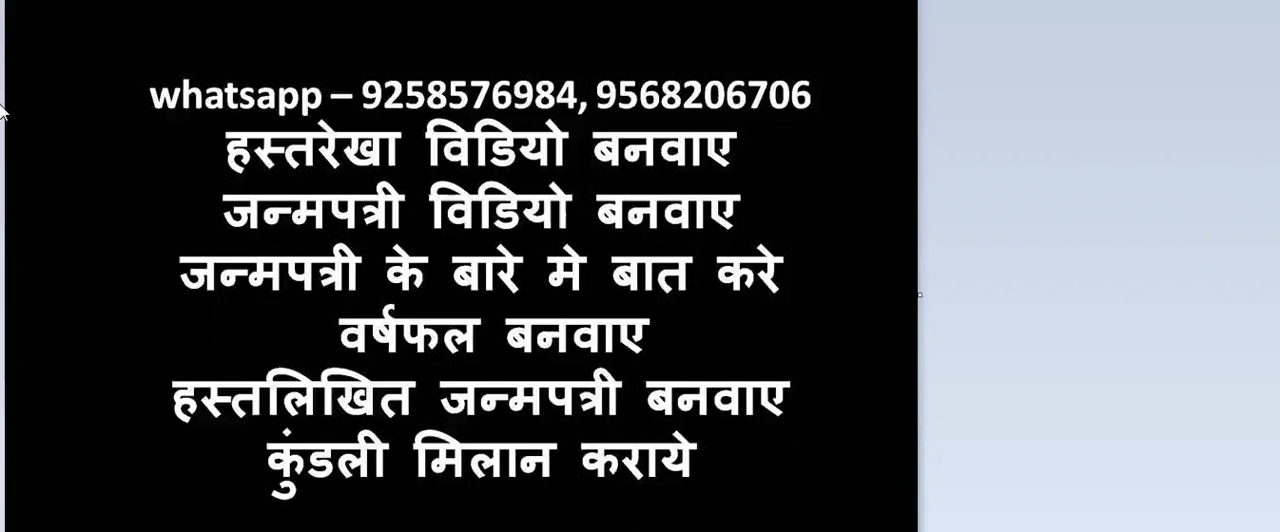 whatsapp – 9258576984, 9568206706
हस्तरेखा विडियो बनवाए
जन्मपत्री विडियो बनवाए
जन्मपत्री के बारे मे बात करे
वर्षफल बनवाए
हस्तलिखित जन्मपत्री बनवाए
कुंडली मिलान कराये